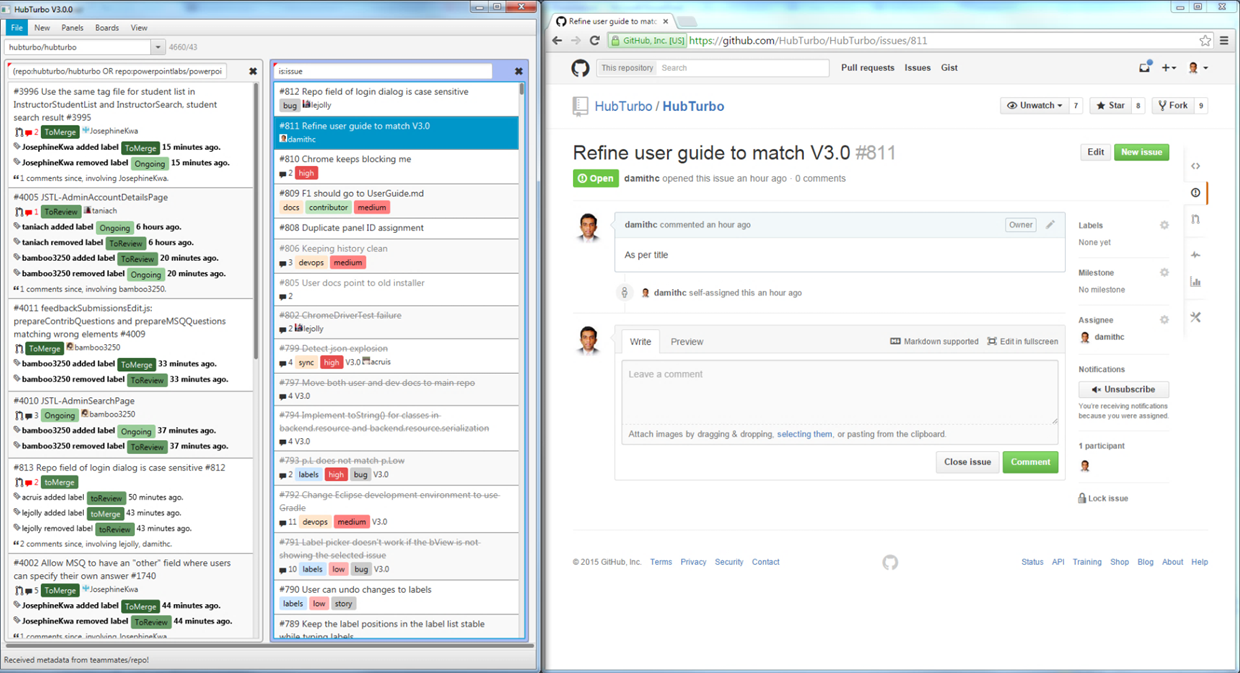 HubTurbo V3.0.0
File New Panels Boards View
hubturbo/hubturbo 4660/43
(repo:hubturbo/hubturbo OR repo:powerpointlabs/powerpoi
#3996 Use the same tag file for student list in
InstructorStudentList and InstructorSearch, student
search result #3995
2 ToMerge JosephineKwa
JosephineKwa added label ToMerge 15 minutes ago.
JosephineKwa removed label Ongoing 15 minutes ago.
1 comments since, involving JosephineKwa.
#4005 JSTL-AdminAccountDetailsPage
1 ToReview taniach
taniach added label Ongoing 6 hours ago.
taniach removed label ToReview 6 hours ago.
bamboo3250 added label ToReview 20 minutes ago.
bamboo3250 removed label Ongoing 20 minutes ago.
1 comments since, involving bamboo3250.
#4011 feedbackSubmissionsEdit.js:
prepareContribQuestions and prepareMSQQuestions
matching wrong elements #4009
ToMerge bamboo3250
bamboo3250 added label ToMerge 33 minutes ago.
bamboo3250 removed label ToReview 33 minutes ago.
#4010 JSTL-AdminSearchPage
3 Ongoing bamboo3250
bamboo3250 added label Ongoing 37 minutes ago.
bamboo3250 removed label ToReview 37 minutes ago.
#813 Repo field of login dialog is case sensitive #812
2 toMerge
acruis added label toReview 50 minutes ago.
lejolly added label toMerge 43 minutes ago.
lejolly removed label toReview 43 minutes ago.
2 comments since, involving lejolly, damithc.
#4002 Allow MSQ to have an "other" field where users
can specify their own answer #1740
5 ToMerge JosephineKwa
JosephineKwa added label ToMerge 44 minutes ago.
JosephineKwa removed label ToReview 44 minutes ago.
1 comments since, involving JosephineKwa.
Received metadata from teammates/repo!
is:issue
#812 Repo field of login dialog is case sensitive
bug lejolly
#811 Refine user guide to match V3.0
damithc
#810 Chrome keeps blocking me
2 high
#809 F1 should go to UserGuide.md
docs contributor medium
#808 Duplicate panel ID assignment
#806 Keeping history clean
3 devops medium
#805 User docs point to old installer
2
#802 ChromeDriverTest failure
2 lejolly
#799 Detect json explosion
4 sync high V3.0 acruis
#797 Move both user and dev docs to main repo
4 V3.0
#794 Implement toString() for classes in
backend.resource and backend.resource.serialization
4 V3.0
#793 p.L does not match p.Low
2 labels high bug V3.0
#792 Change Eclipse development environment to use
Gradle
11 devops medium V3.0
#791 Label picker doesn't work if the bView is not
showing the selected issue
10 labels low bug V3.0
#790 User can undo changes to labels
labels low story
#789 Keep the label positions in the label list stable
while typing labels
Refine user guide to matc
GitHub, Inc. [US] https://github.com/HubTurbo/HubTurbo/issues/811
This repository Search Pull requests Issues Gist
HubTurbo / HubTurbo
Unwatch 7 Star 8 Fork 9
Refine user guide to match V3.0 #811
Edit New issue
Open damithc opened this issue an hour ago · 0 comments
damithc commented an hour ago Owner
As per title
damithc self-assigned this an hour ago
Write Preview Markdown supported Edit in fullscreen
Leave a comment
Attach images by dragging & dropping, selecting them, or pasting from the clipboard.
Close issue Comment
Labels
None yet
Milestone
No milestone
Assignee
damithc
Notifications
Unsubscribe
You're receiving notifications
because you were assigned.
1 participant
Lock issue
© 2015 GitHub, Inc. Terms Privacy Security Contact
Status API Training Shop Blog About Help